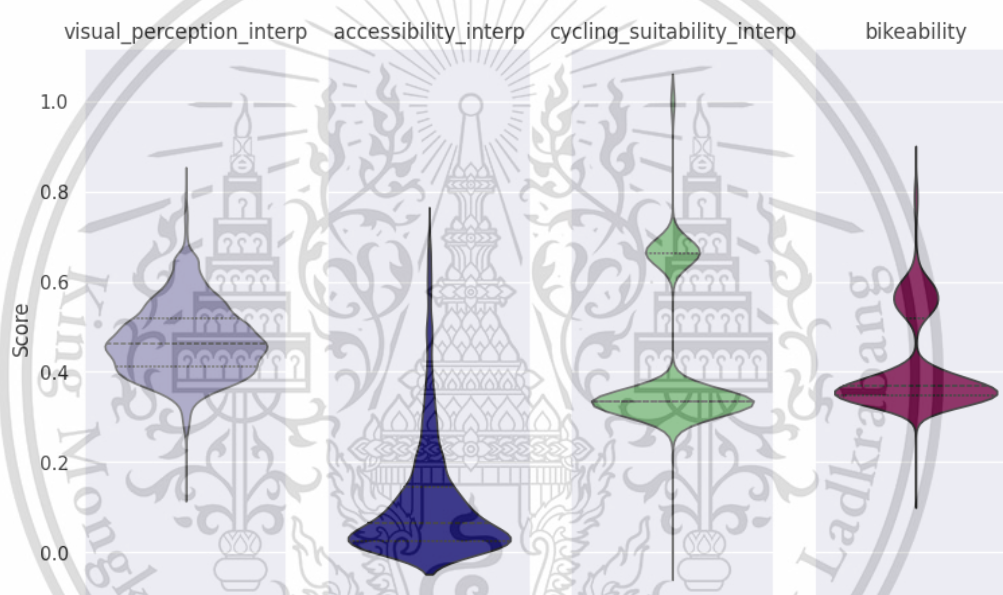 visual_perception_interp accessibility_interp cycling_suitability_interp bikeability
1.0
0.8
0.6
0.4
0.2
0.0
Score
King Mongk
Ladkrabang